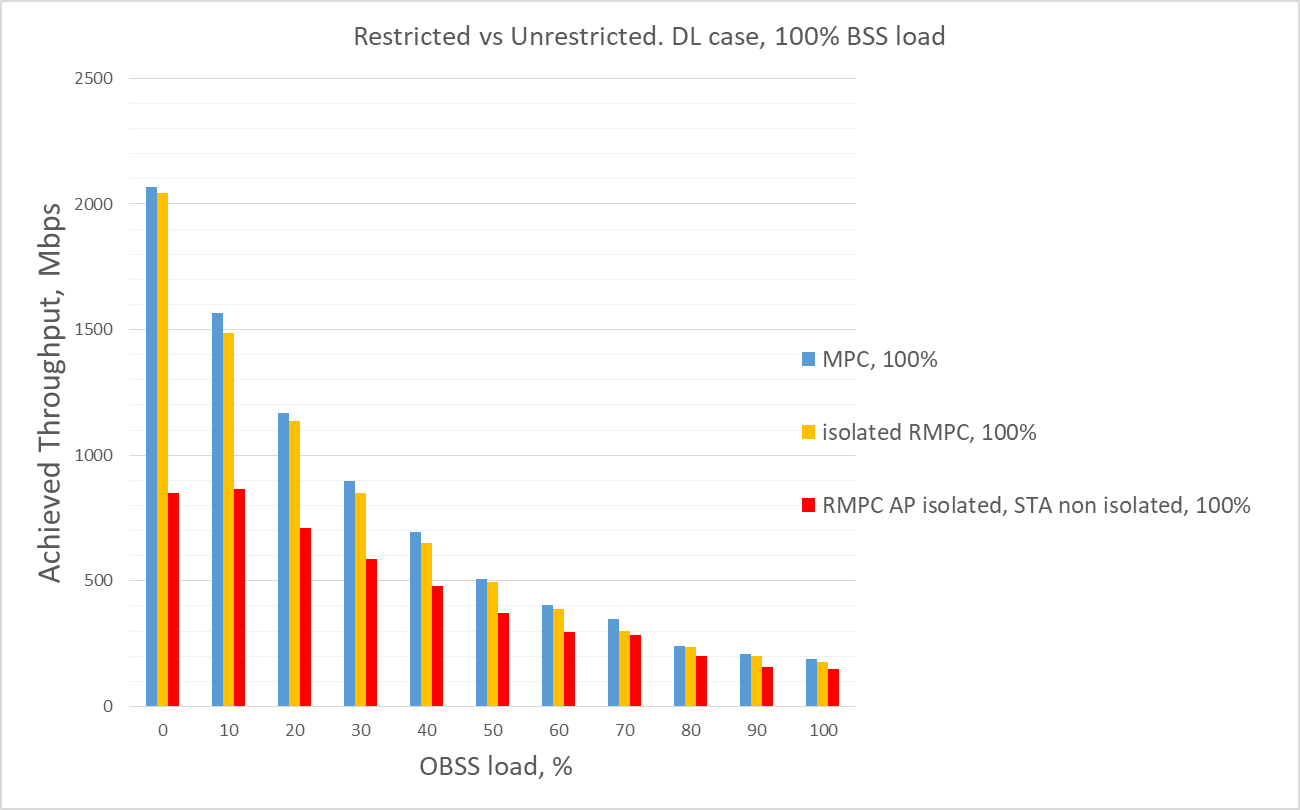 Restricted vs Unrestricted. DL case, 100% BSS load
Achieved Throughput, Mbps
2500
2000
1500
1000
500
0
0 10 20 30 40 50 60 70 80 90 100
OBSS load, %
MPC, 100%
isolated RMPC, 100%
RMPC AP isolated, STA non isolated, 100%